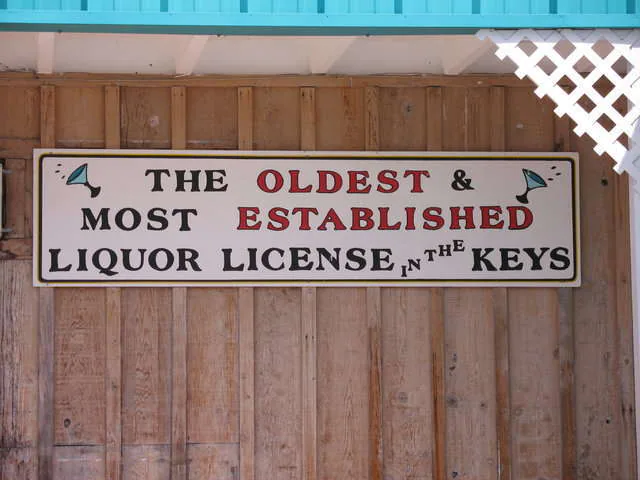 THE OLDEST &
MOST ESTABLISHED
LIQUOR LICENSE IN THE KEYS